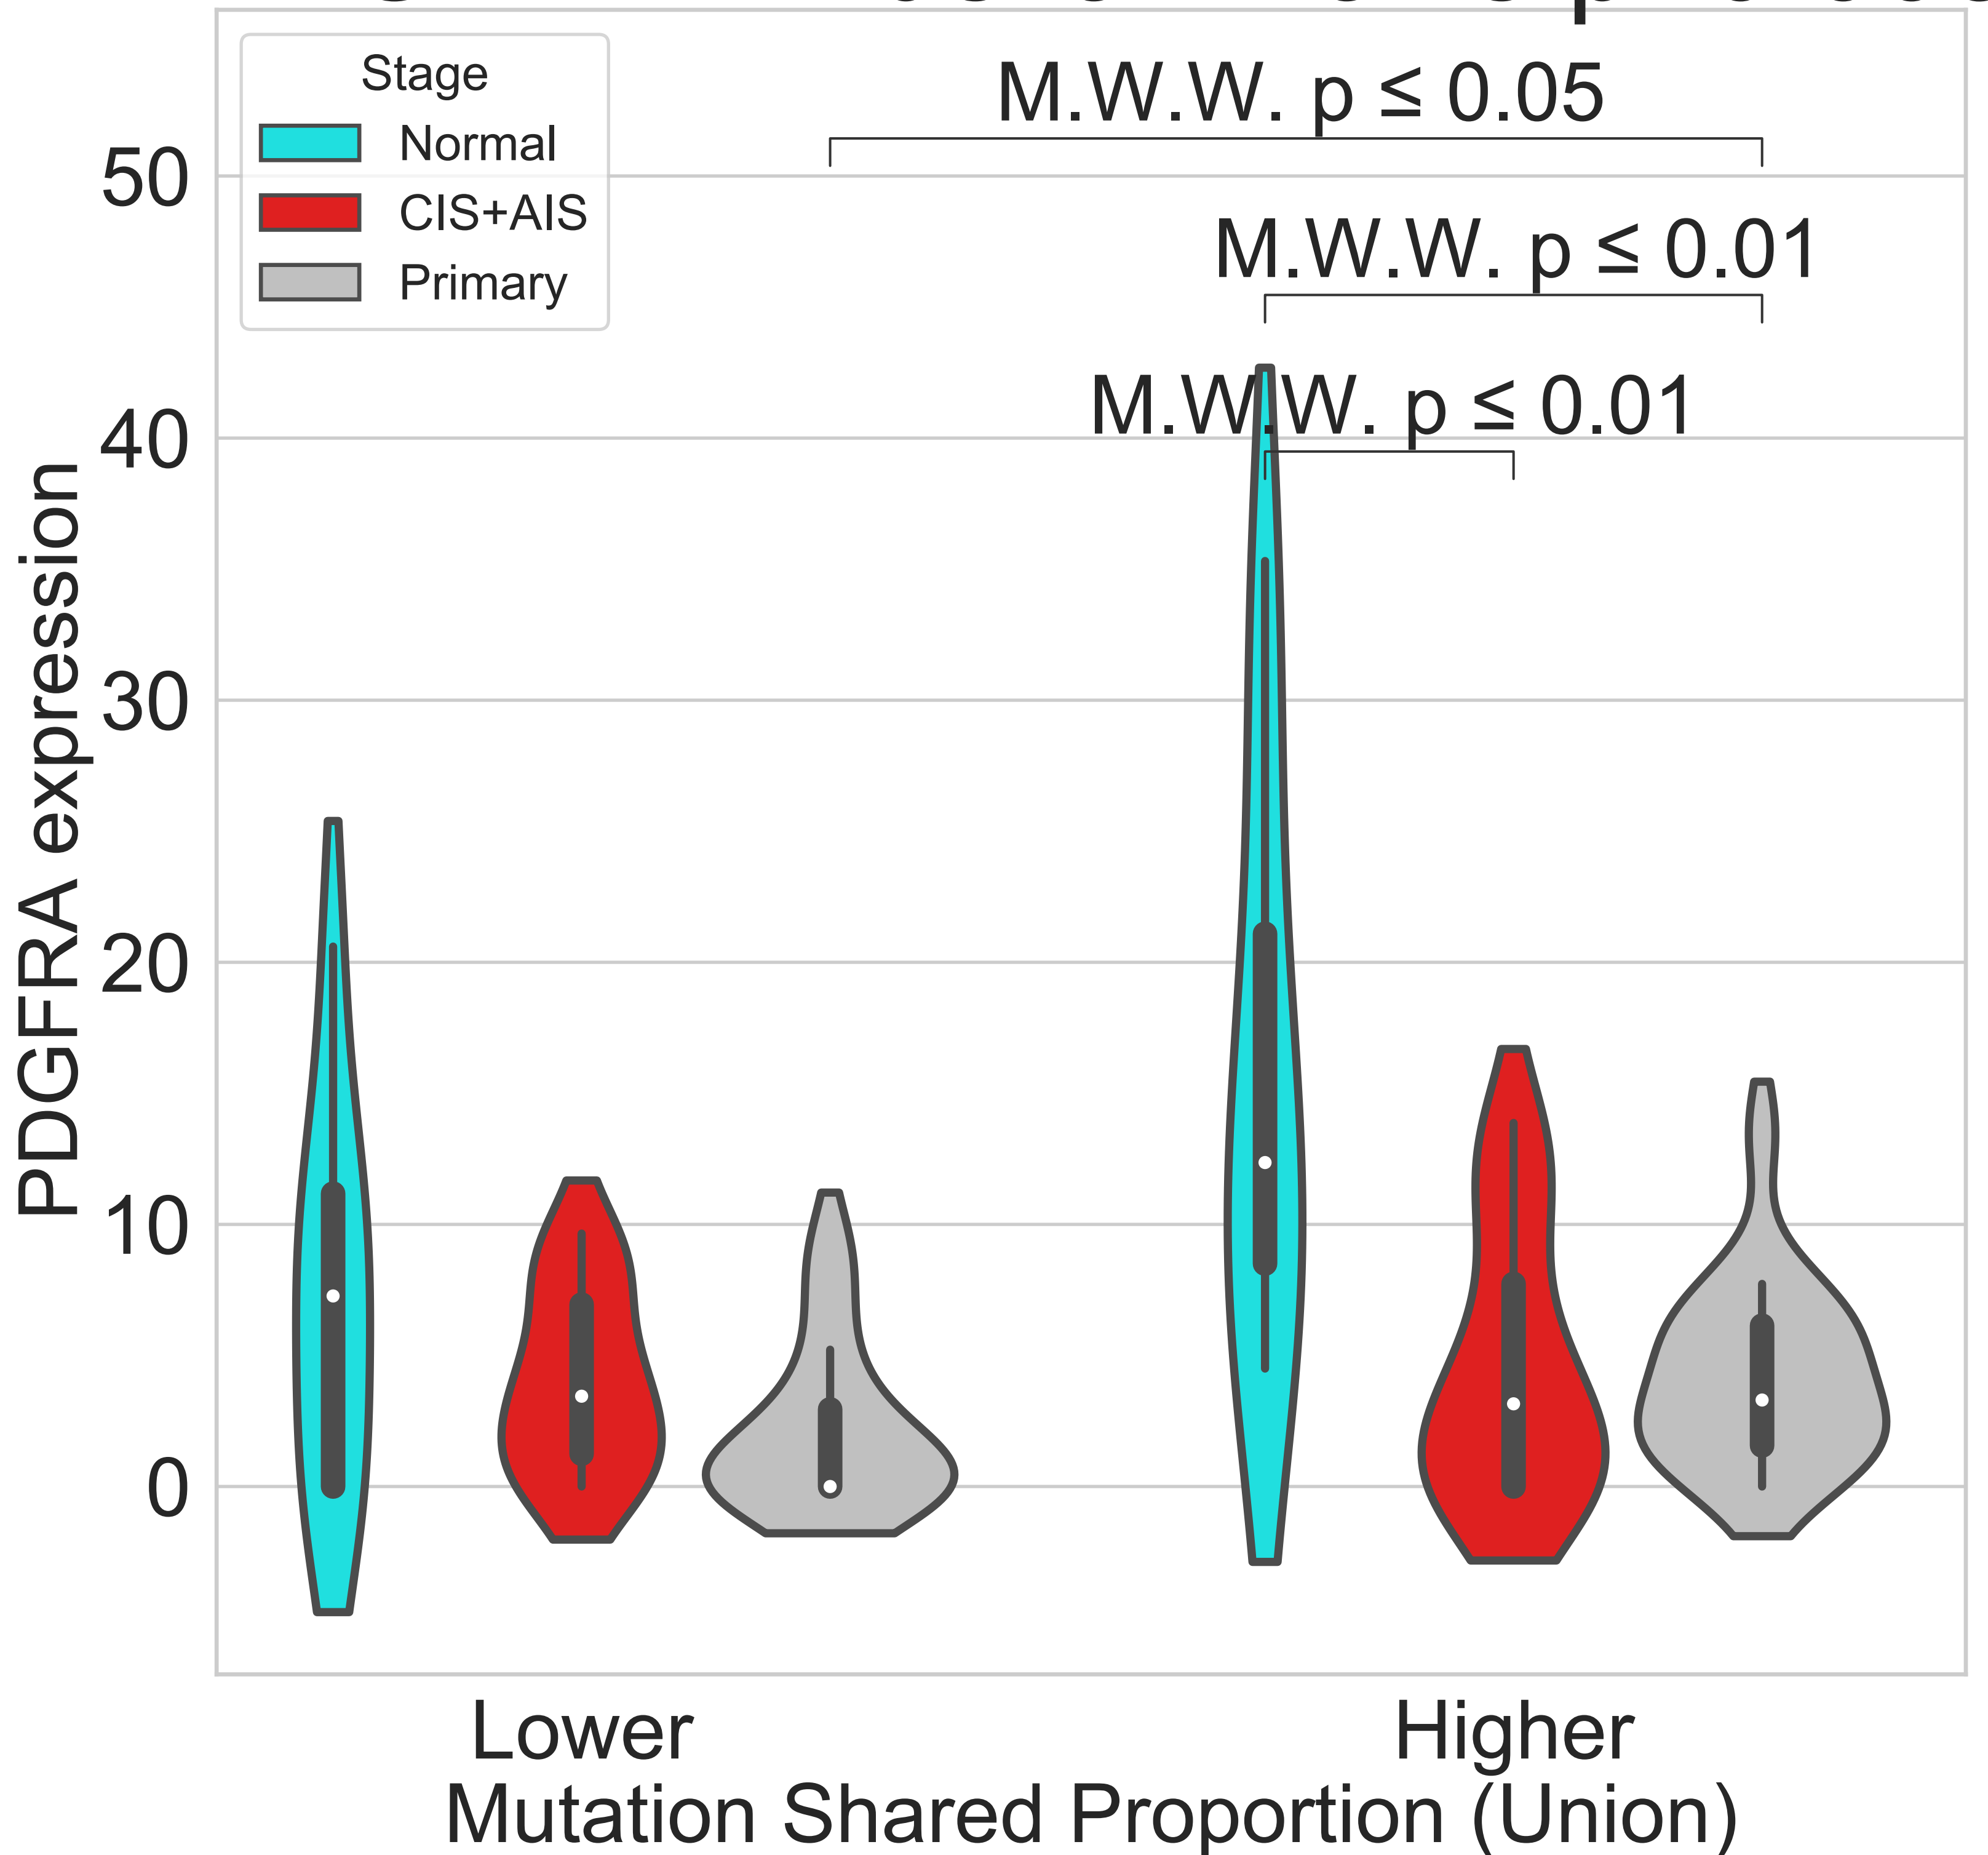 Stage
Normal
CIS+AIS
Primary
M.W.W. p ≤ 0.05
M.W.W. p ≤ 0.01
M.W.W. p ≤ 0.01
50
40
30
20
10
0
PDGFRA expression
Lower
Higher
Mutation Shared Proportion (Union)